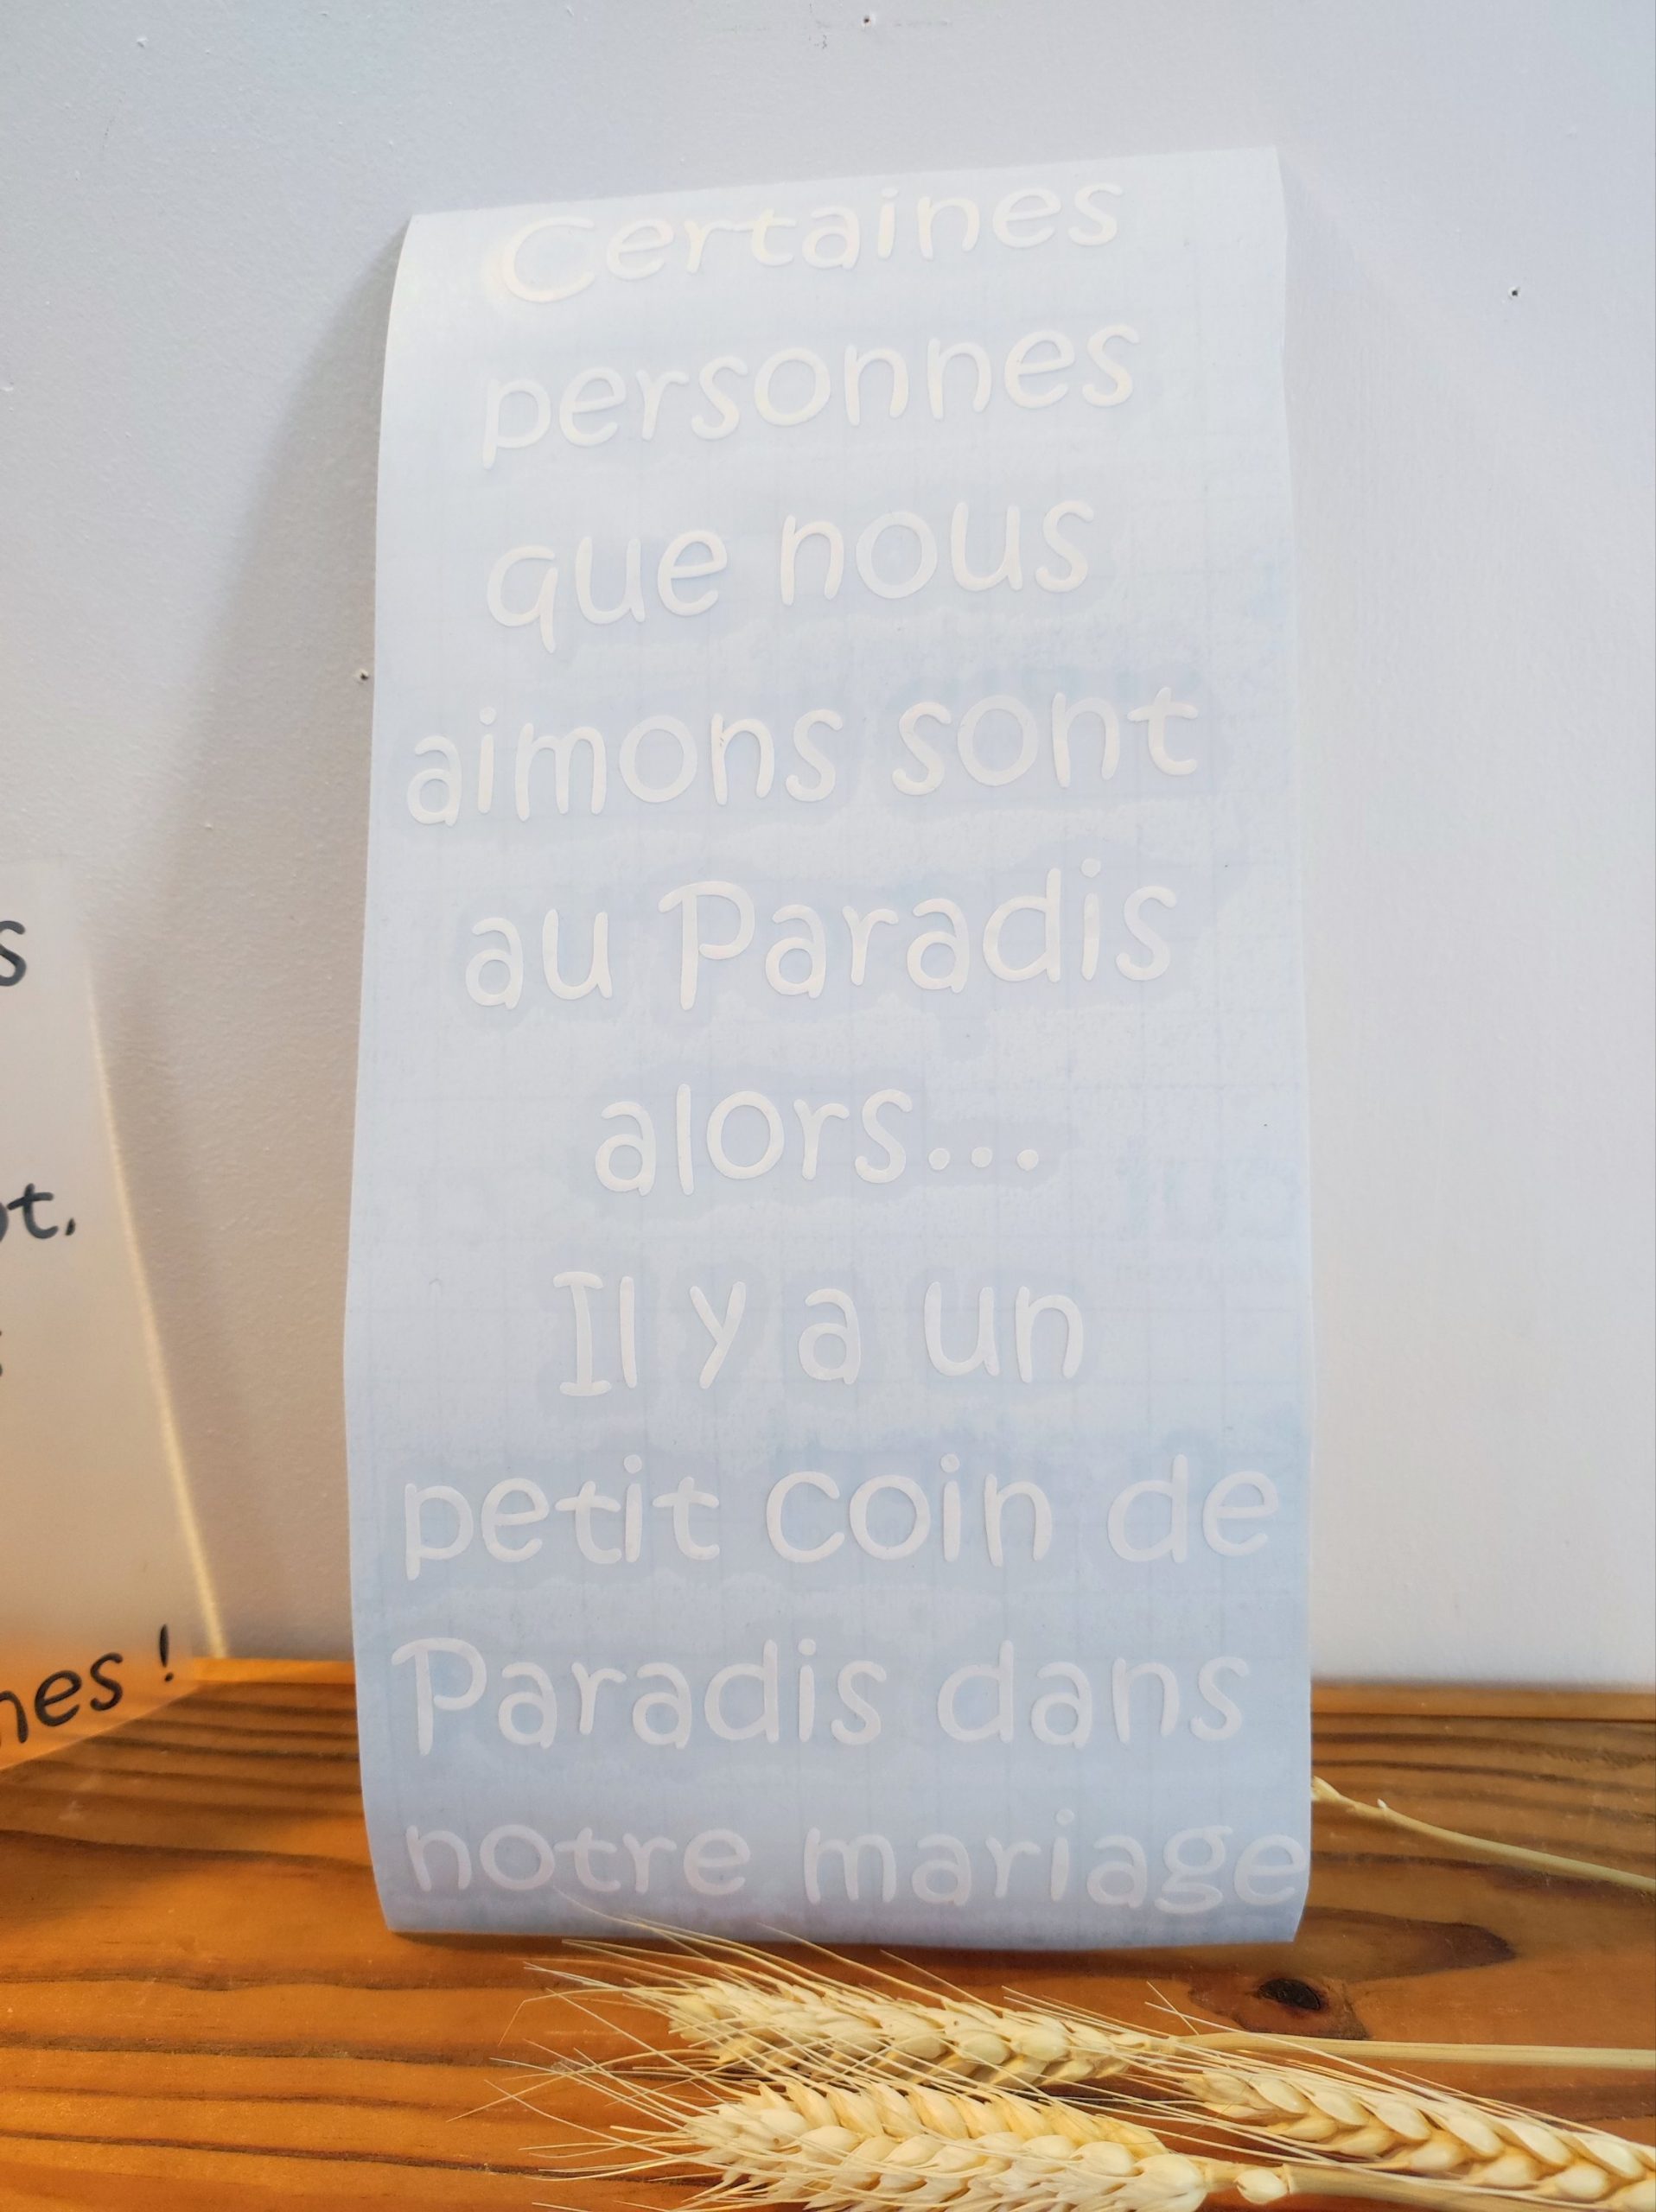 Certaines
personnes
que nous
aimons sont
au Paradis
alors...
Il y a un
petit coin de
Paradis dans
notre mariage